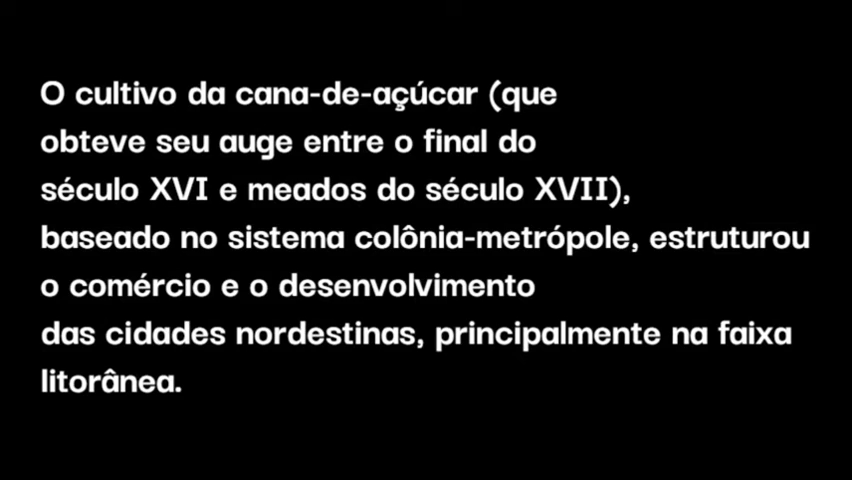 O cultivo da cana-de-açúcar (que
obteve seu auge entre o final do
século XVI e meados do século XVII),
baseado no sistema colônia-metrópole, estruturou
o comércio e o desenvolvimento
das cidades nordestinas, principalmente na faixa
litorânea.